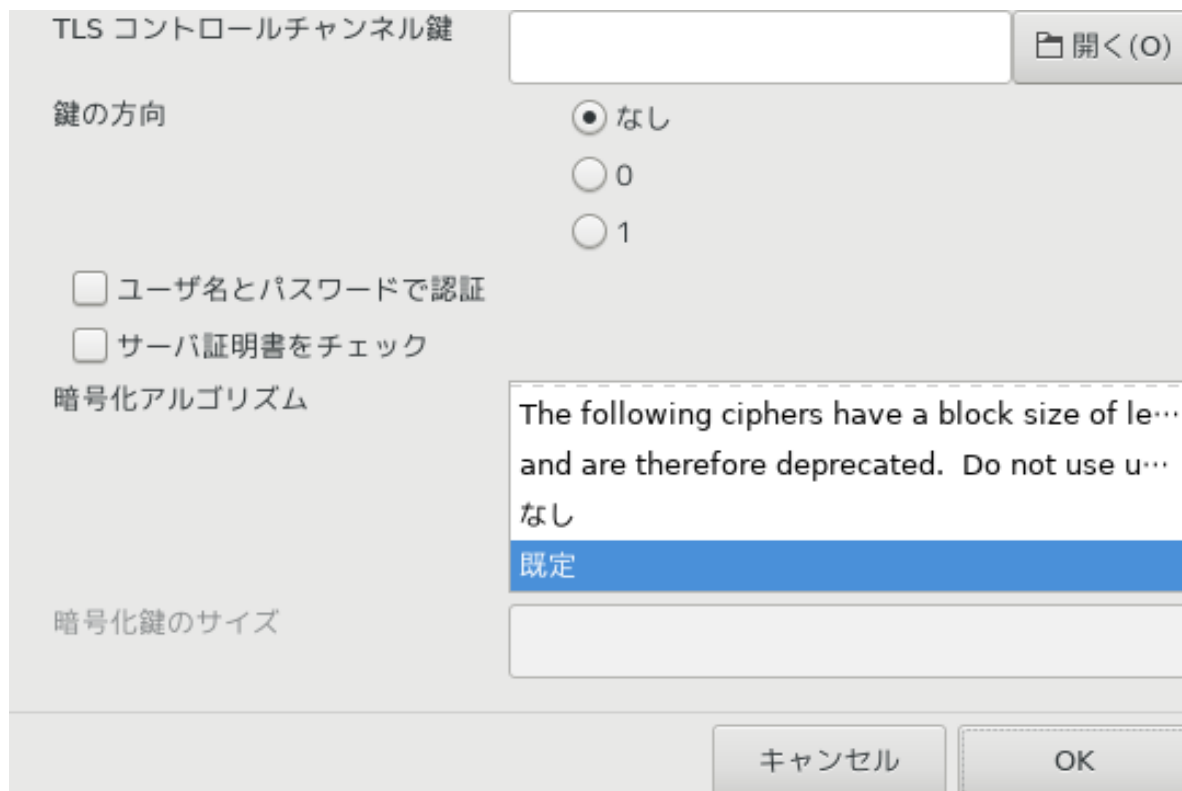 TLS コントロールチャンネル鍵
開く(O)
鍵の方向
なし
0
1
ユーザ名とパスワードで認証
サーバ証明書をチェック
暗号化アルゴリズム
The following ciphers have a block size of le…
and are therefore deprecated. Do not use u…
なし
既定
暗号化鍵のサイズ
キャンセル
OK